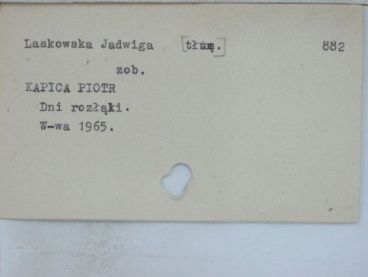 Laskowska Jadwiga [tłum.] 882
zob.
KAPICA PIOTR
Dni rozłąki.
W-wa 1965.